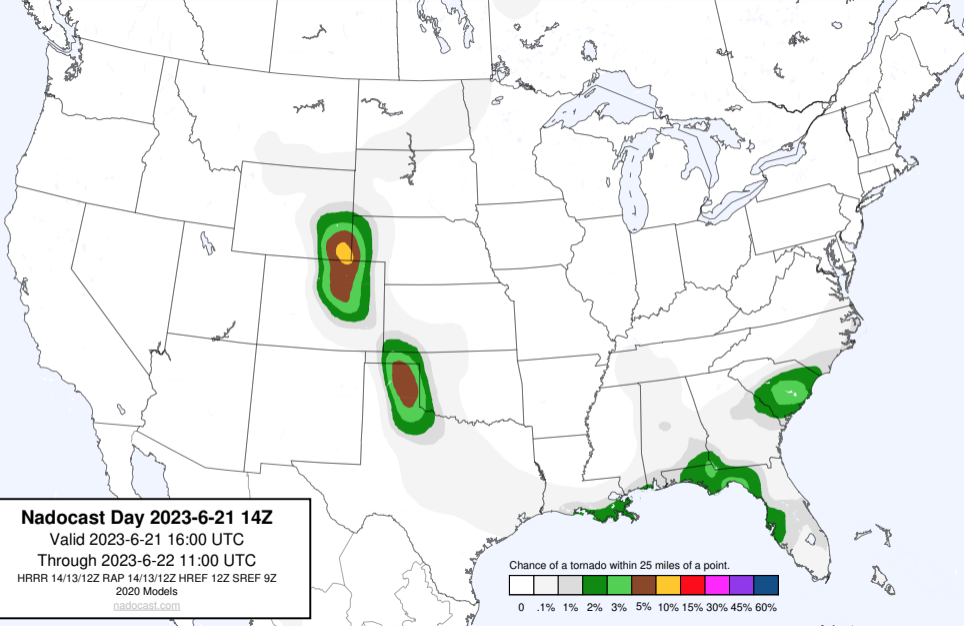 Nadocast Day 2023-6-21 14Z
Valid 2023-6-21 16:00 UTC
Through 2023-6-22 11:00 UTC
HRRR 14/13/12Z RAP 14/13/12Z HREF 12Z SREF 9Z
2020 Models
nadocast.com
Chance of a tornado within 25 miles of a point.
0 .1% 1% 2% 3% 5% 10% 15% 30% 45% 60%